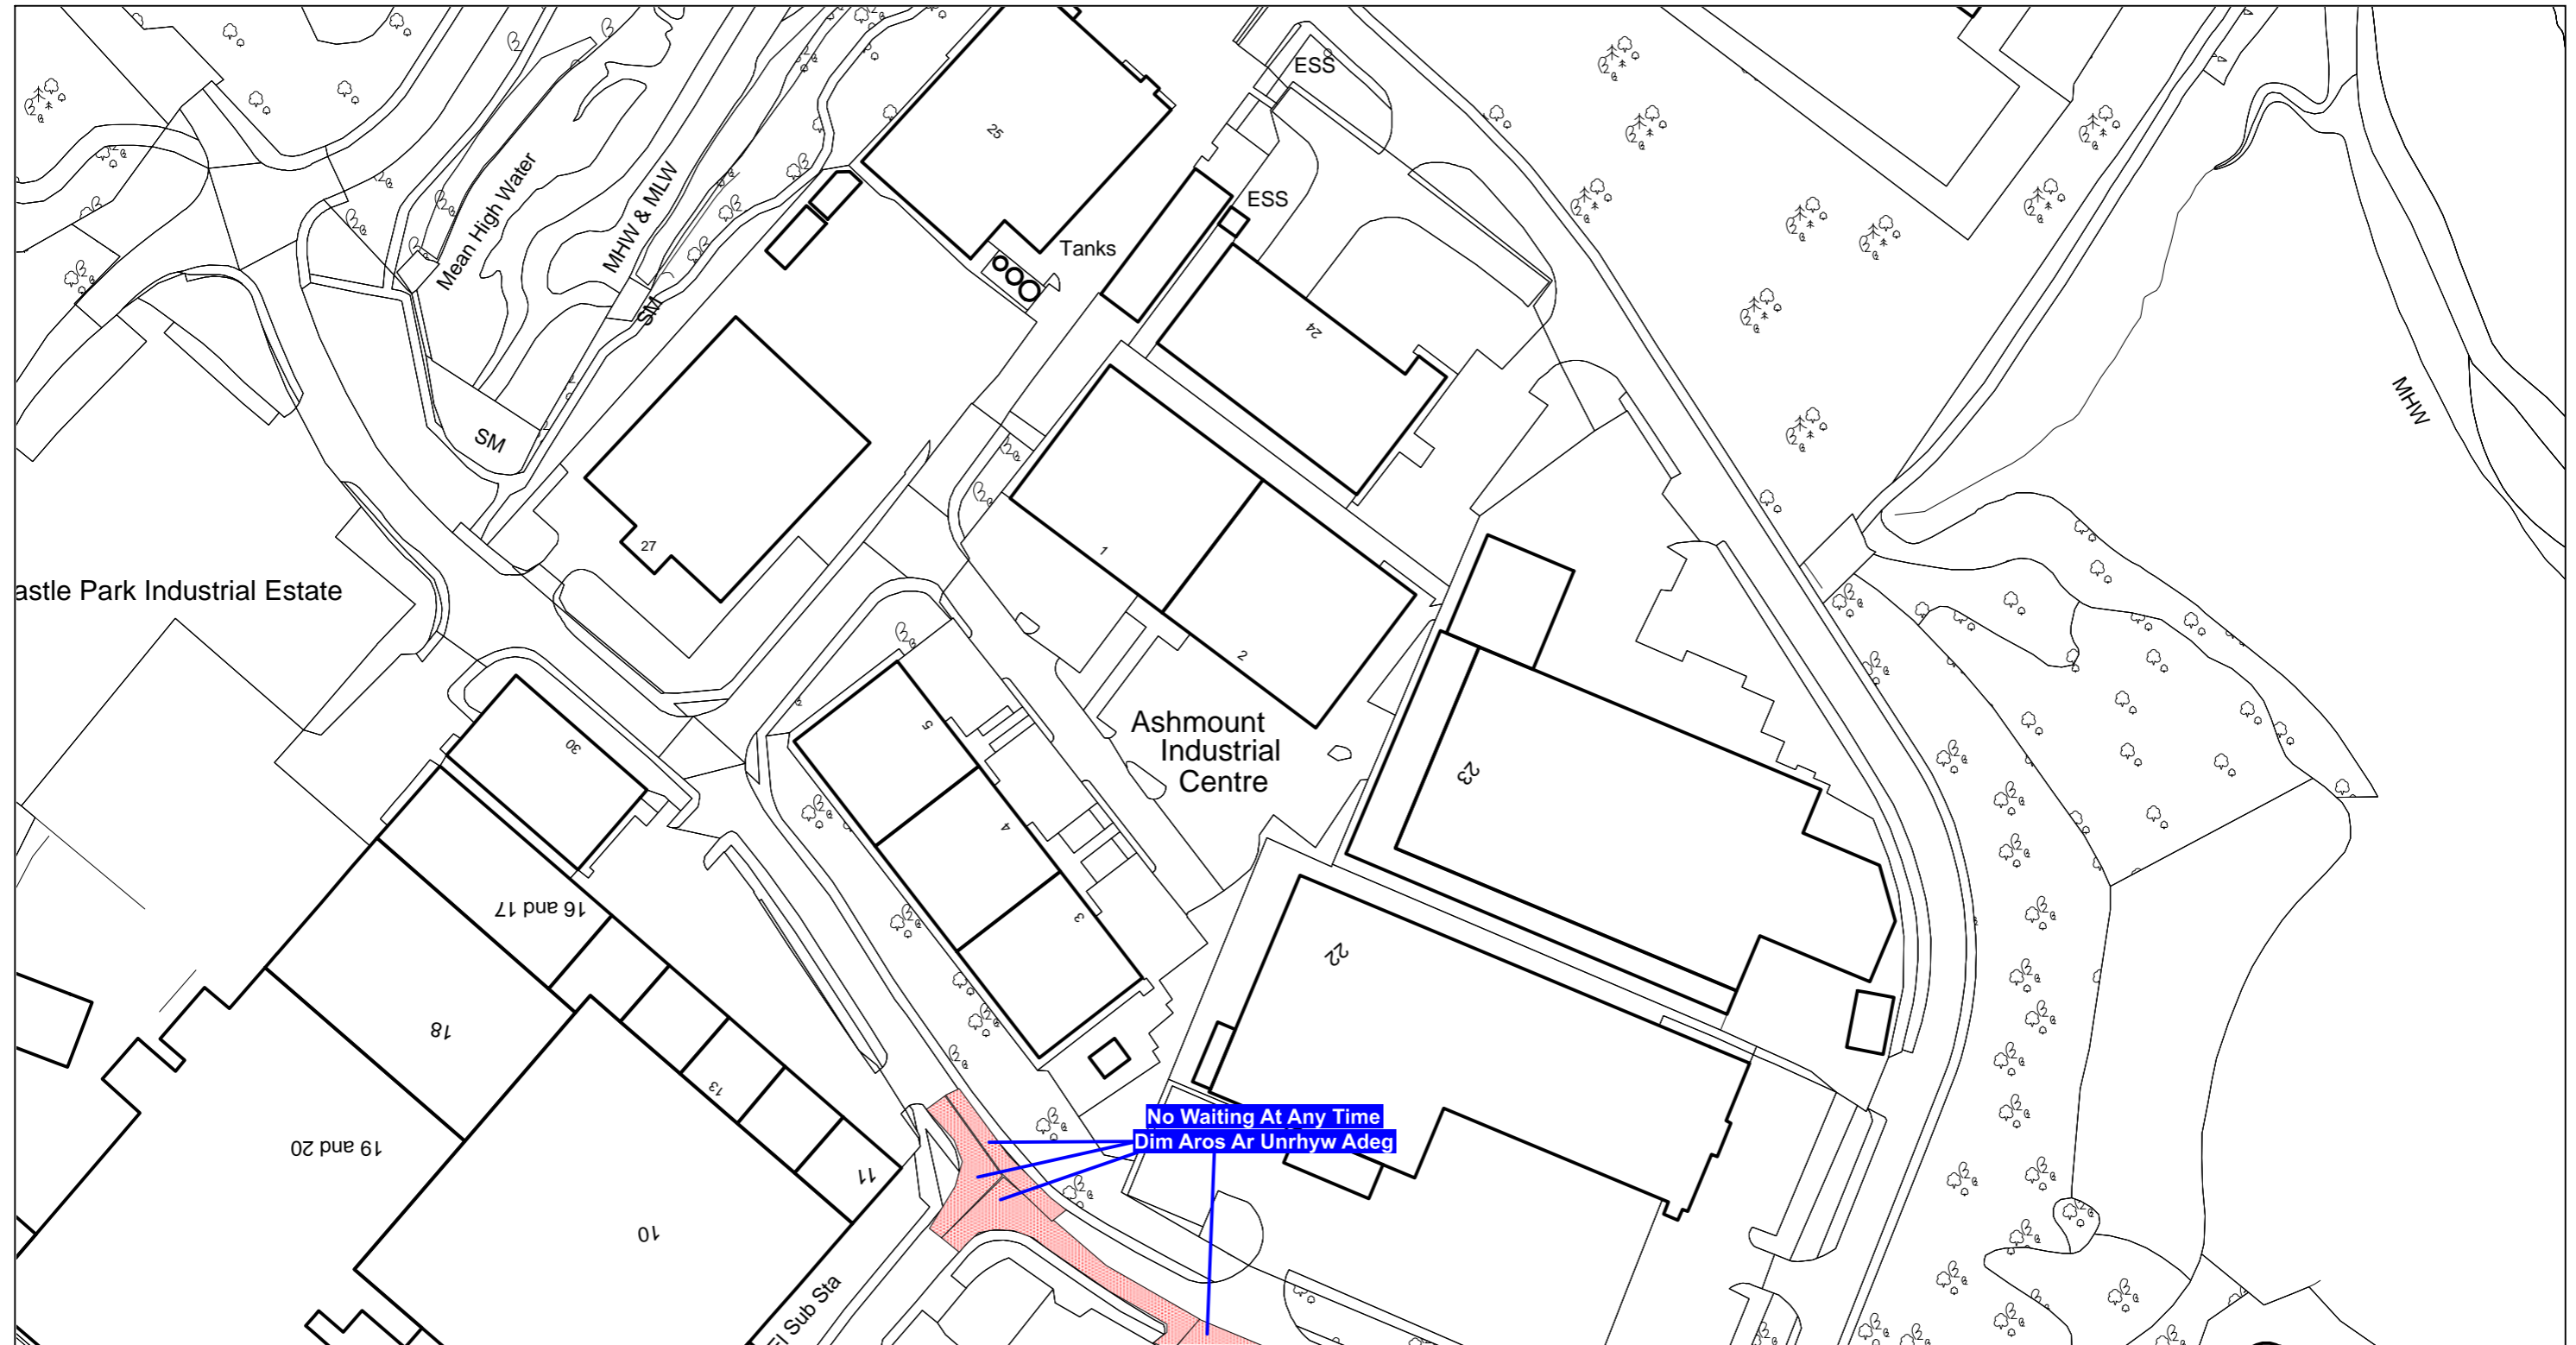 ESS
25
Mean High Water
MHW & MLW
ESS
Tanks
SM
24
MHW
SM
1
27
astle Park Industrial Estate
2
Ashmount
Industrial
Centre
5
30
23
4
16 and 17
3
22
18
13
No Waiting At Any Time
Dim Aros Ar Unrhyw Adeg
19 and 20
11
10
El Sub Sta